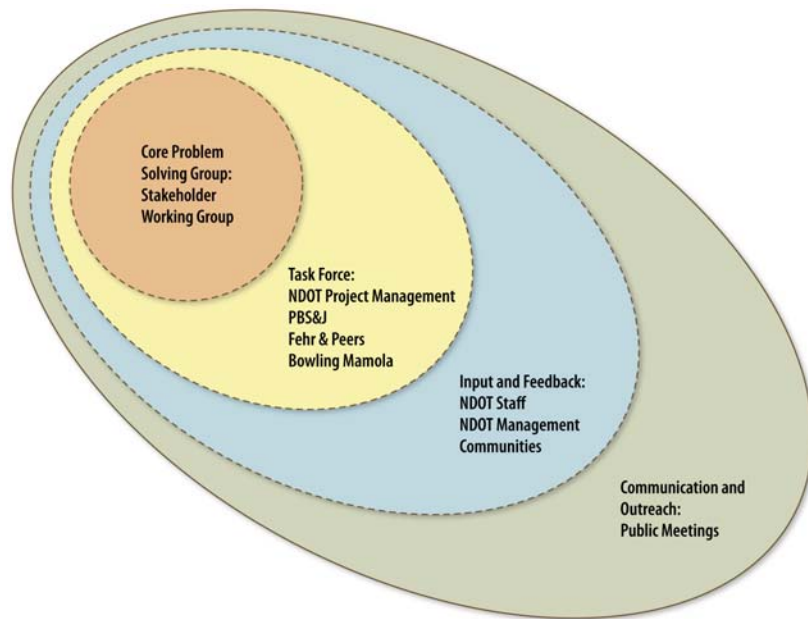 Core Problem
Solving Group:
Stakeholder
Working Group
Task Force:
NDOT Project Management
PBS&J
Fehr & Peers
Bowling Mamola
Input and Feedback:
NDOT Staff
NDOT Management
Communities
Communication and
Outreach:
Public Meetings